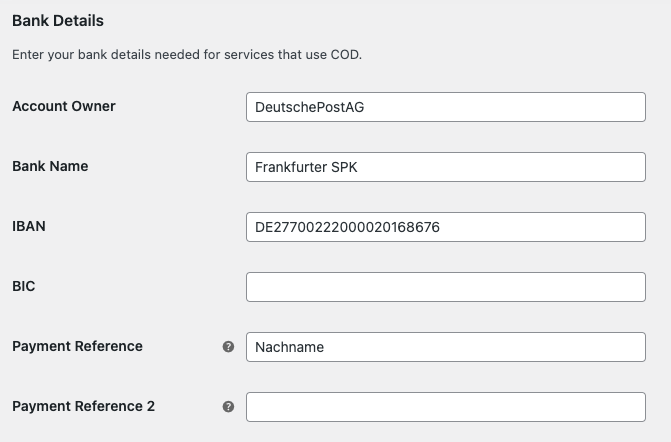 Bank Details
Enter your bank details needed for services that use COD.
Account Owner DeutschePostAG
Bank Name Frankfurter SPK
IBAN DE27700222000020168676
BIC
Payment Reference ? Nachname
Payment Reference 2 ?